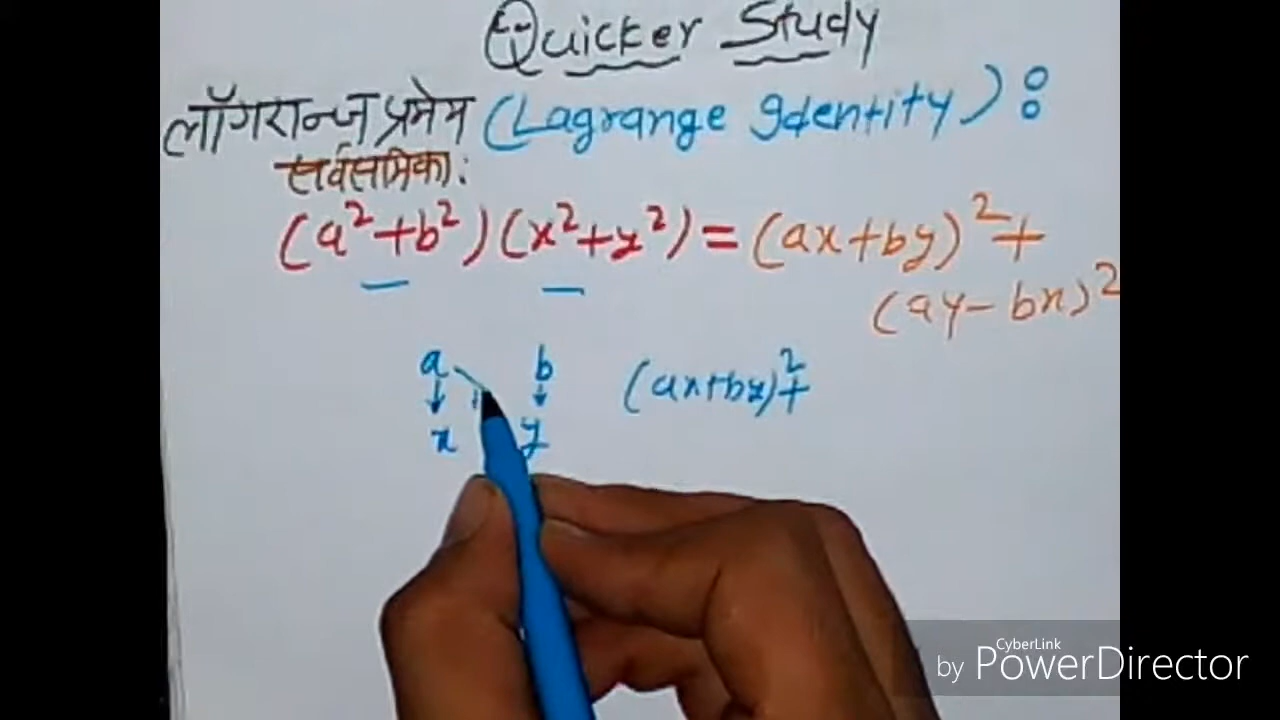 Quicker Study
लॉगरान्ज प्रमेय (Lagrange Identity) :
सर्वसमिका:
(a²+b²)(x²+y²)=(ax+by)²+
(ay-bx)²
a b (ax+by)²+
↓ ↓
x y
CyberLink
by PowerDirector